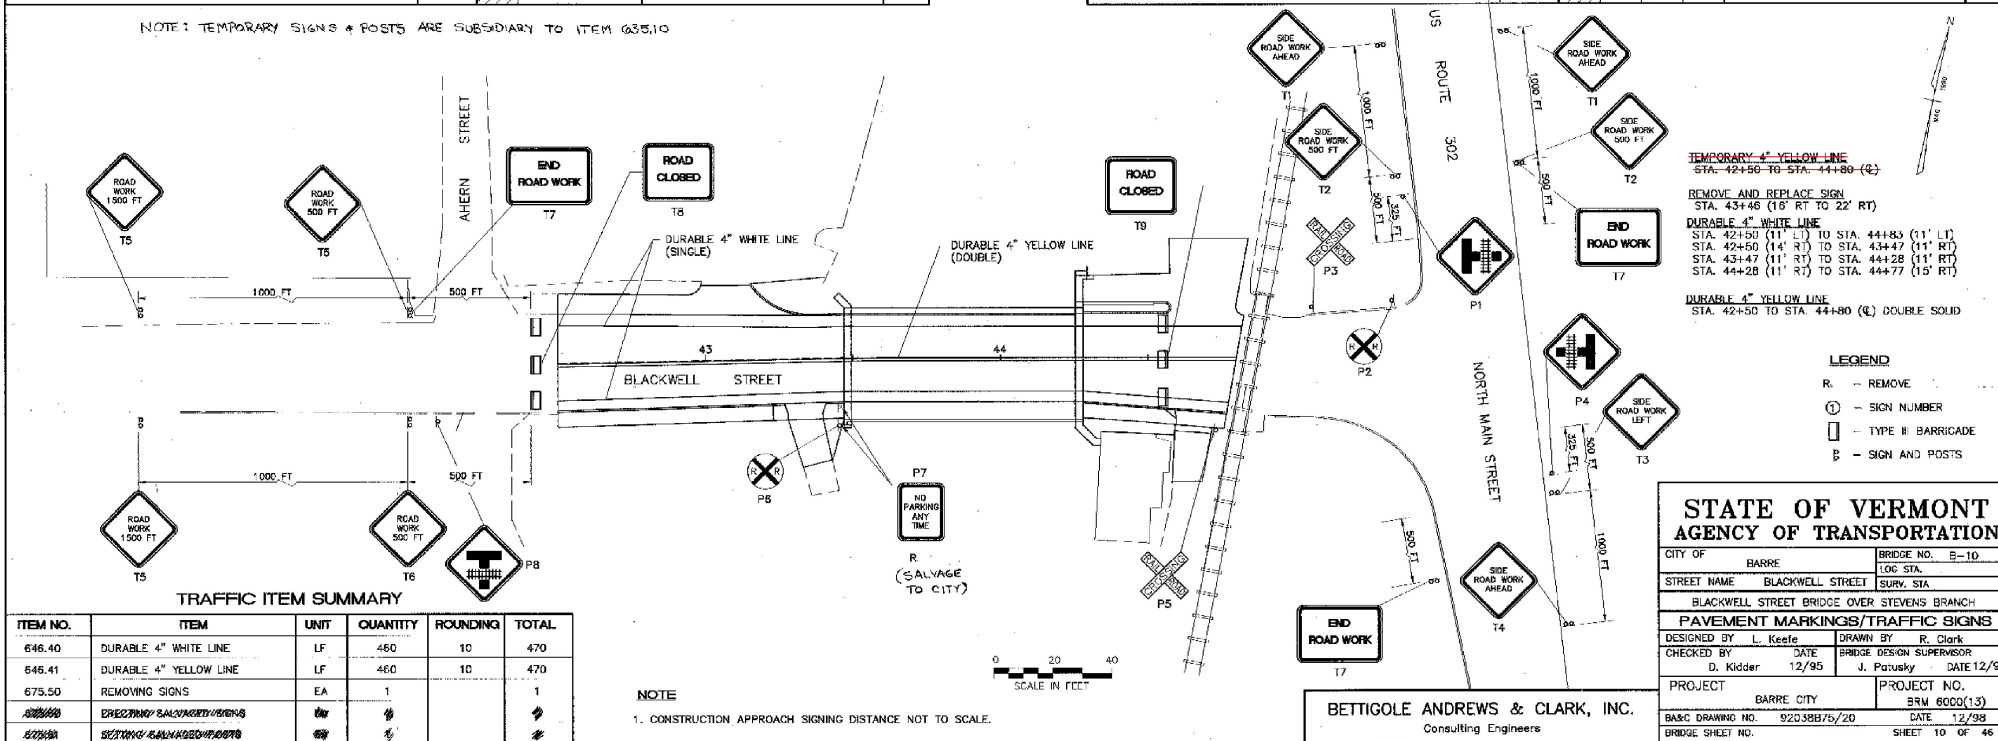 NOTE: TEMPORARY SIGNS & POSTS ARE SUBSIDIARY TO ITEM 635.10
AHERN STREET
ROAD
WORK
1500 FT
T5
ROAD
WORK
500 FT
T6
END
ROAD WORK
T7
ROAD
CLOSED
T8
DURABLE 4" WHITE LINE
(SINGLE)
DURABLE 4" YELLOW LINE
(DOUBLE)
ROAD
CLOSED
T9
1000 FT
500 FT
43
44
BLACKWELL STREET
1000 FT
500 FT
ROAD
WORK
1500 FT
T5
ROAD
WORK
500 FT
T6
P8
R R
P6
P7
NO
PARKING
ANY
TIME
R
(SALVAGE
TO CITY)
RAIL ROAD
CROSSING
P5
SIDE
ROAD WORK
AHEAD
T1
SIDE
ROAD WORK
500 FT
T2
1000 FT
500 FT
325 FT
RAIL ROAD
CROSSING
P3
R R
P2
US ROUTE 302
NORTH MAIN STREET
P1
SIDE
ROAD WORK
AHEAD
T1
SIDE
ROAD WORK
500 FT
T2
1000 FT
500 FT
END
ROAD WORK
T7
P4
SIDE
ROAD WORK
LEFT
T3
325 FT
500 FT
1000 FT
500 FT
SIDE
ROAD WORK
AHEAD
T4
END
ROAD WORK
T7
N
TEMPORARY 4" YELLOW LINE
STA. 42+50 TO STA. 44+80 (℄)
REMOVE AND REPLACE SIGN
STA. 43+46 (16' RT TO 22' RT)
DURABLE 4" WHITE LINE
STA. 42+50 (11' LT) TO STA. 44+83 (11' LT)
STA. 42+50 (14' RT) TO STA. 43+47 (11' RT)
STA. 43+47 (11' RT) TO STA. 44+28 (11' RT)
STA. 44+28 (11' RT) TO STA. 44+77 (15' RT)
DURABLE 4" YELLOW LINE
STA. 42+50 TO STA. 44+80 (℄) DOUBLE SOLID
LEGEND
R. - REMOVE
1 - SIGN NUMBER
- TYPE III BARRICADE
- SIGN AND POSTS
TRAFFIC ITEM SUMMARY
ITEM NO. ITEM UNIT QUANTITY ROUNDING TOTAL
646.40 DURABLE 4" WHITE LINE LF 460 10 470
646.41 DURABLE 4" YELLOW LINE LF 460 10 470
675.50 REMOVING SIGNS EA 1 1
ERECTING SALVAGED SIGNS
SETTING SALVAGED POSTS
NOTE
1. CONSTRUCTION APPROACH SIGNING DISTANCE NOT TO SCALE.
0 20 40
SCALE IN FEET
BETTIGOLE ANDREWS & CLARK, INC.
Consulting Engineers
STATE OF VERMONT
AGENCY OF TRANSPORTATION
CITY OF BARRE
BRIDGE NO. B-10
LOG STA.
STREET NAME BLACKWELL STREET
SURV. STA
BLACKWELL STREET BRIDGE OVER STEVENS BRANCH
PAVEMENT MARKINGS/TRAFFIC SIGNS
DESIGNED BY L. Keefe DRAWN BY R. Clark
CHECKED BY DATE BRIDGE DESIGN SUPERVISOR
D. Kidder 12/95 J. Patusky DATE 12/9
PROJECT BARRE CITY
PROJECT NO. BRM 6000(13)
BA&C DRAWING NO. 92038B75/20 DATE 12/98
BRIDGE SHEET NO. SHEET 10 OF 46